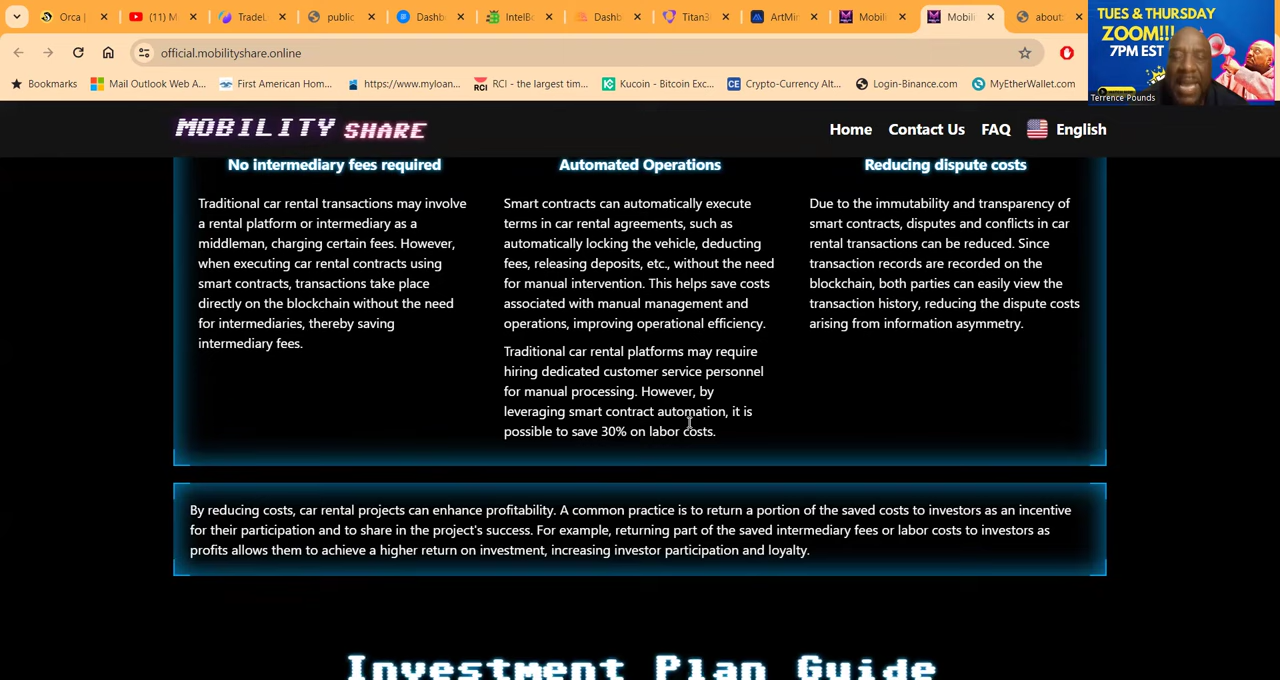 Orca |
(11) M
TradeL
public
Dashb
IntelBo
Dashb
Titan3
ArtMin
Mobili
Mobili
about:
official.mobilityshare.online
Bookmarks
Mail Outlook Web A...
First American Hom...
https://www.myloan...
RCI - the largest tim...
Kucoin - Bitcoin Exc...
Crypto-Currency Alt...
Login-Binance.com
MyEtherWallet.com
TUES & THURSDAY
ZOOM!!!
7PM EST
Terrence Pounds
MOBILITY SHARE
Home
Contact Us
FAQ
English
No intermediary fees required
Traditional car rental transactions may involve
a rental platform or intermediary as a
middleman, charging certain fees. However,
when executing car rental contracts using
smart contracts, transactions take place
directly on the blockchain without the need
for intermediaries, thereby saving
intermediary fees.
Automated Operations
Smart contracts can automatically execute
terms in car rental agreements, such as
automatically locking the vehicle, deducting
fees, releasing deposits, etc., without the need
for manual intervention. This helps save costs
associated with manual management and
operations, improving operational efficiency.
Traditional car rental platforms may require
hiring dedicated customer service personnel
for manual processing. However, by
leveraging smart contract automation, it is
possible to save 30% on labor costs.
Reducing dispute costs
Due to the immutability and transparency of
smart contracts, disputes and conflicts in car
rental transactions can be reduced. Since
transaction records are recorded on the
blockchain, both parties can easily view the
transaction history, reducing the dispute costs
arising from information asymmetry.
By reducing costs, car rental projects can enhance profitability. A common practice is to return a portion of the saved costs to investors as an incentive
for their participation and to share in the project's success. For example, returning part of the saved intermediary fees or labor costs to investors as
profits allows them to achieve a higher return on investment, increasing investor participation and loyalty.
Investment Plan Guide